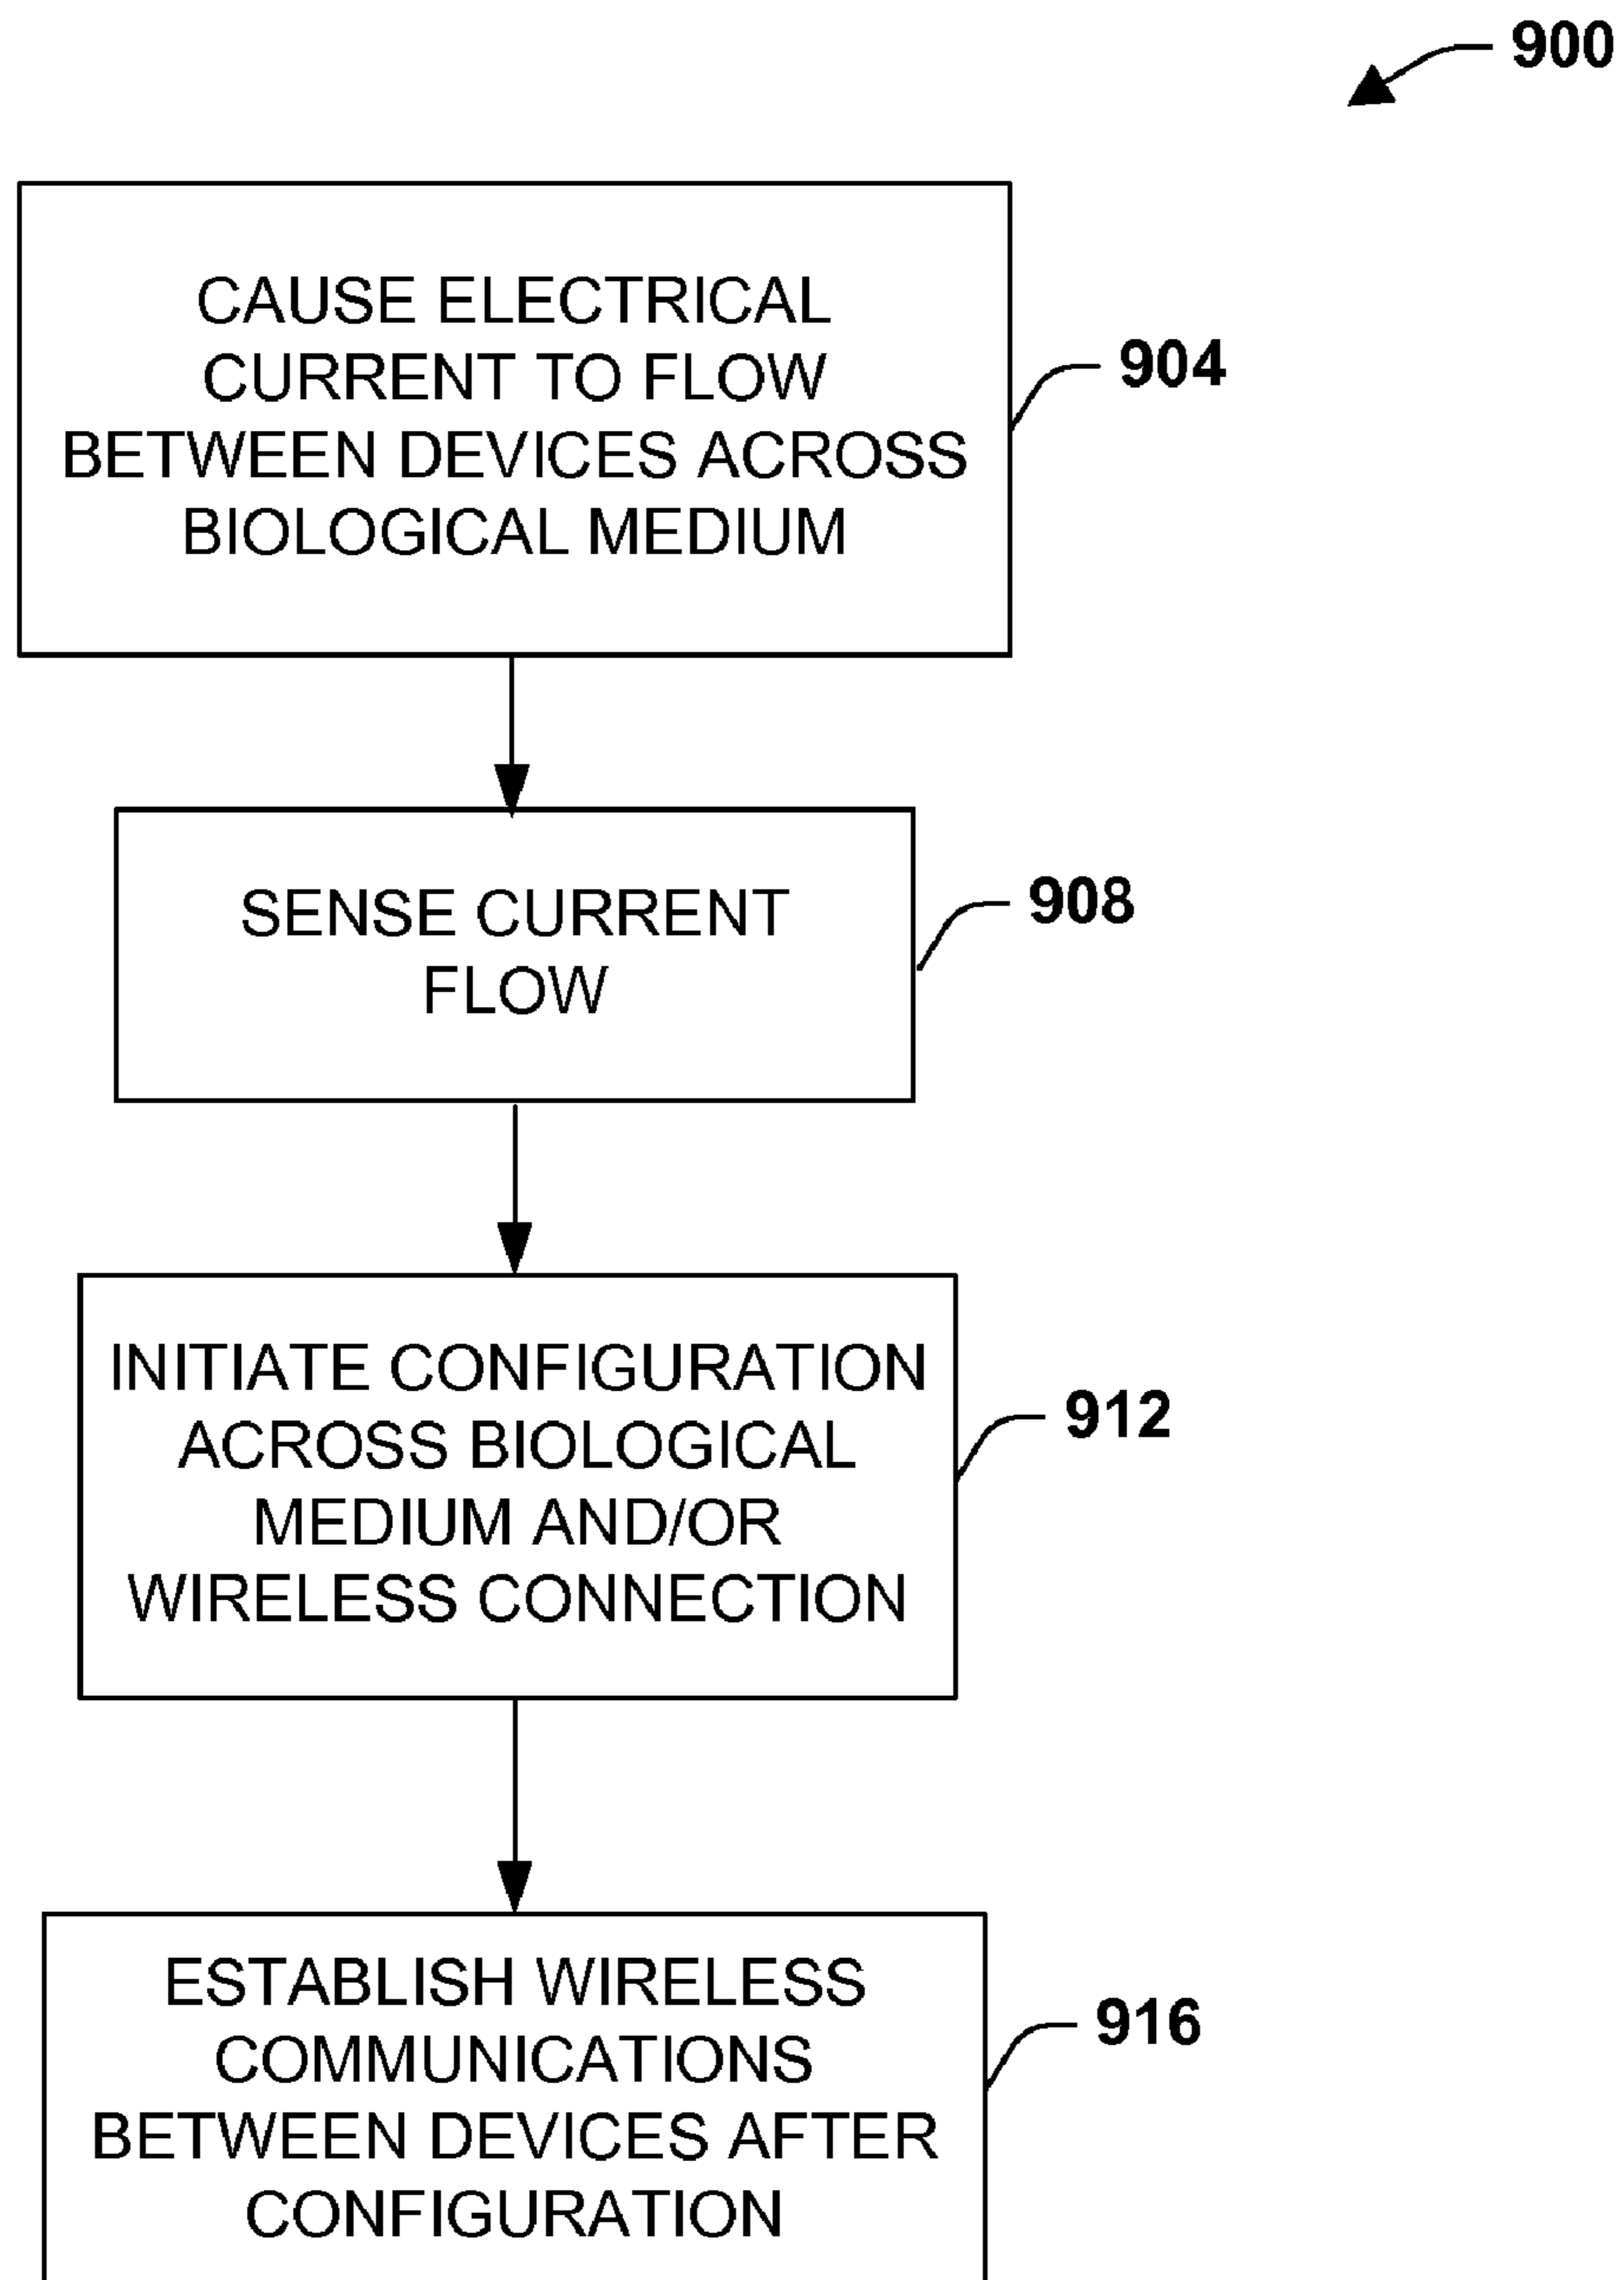 900
CAUSE ELECTRICAL
CURRENT TO FLOW
BETWEEN DEVICES ACROSS
BIOLOGICAL MEDIUM
904
SENSE CURRENT
FLOW
908
INITIATE CONFIGURATION
ACROSS BIOLOGICAL
MEDIUM AND/OR
WIRELESS CONNECTION
912
ESTABLISH WIRELESS
COMMUNICATIONS
BETWEEN DEVICES AFTER
CONFIGURATION
916